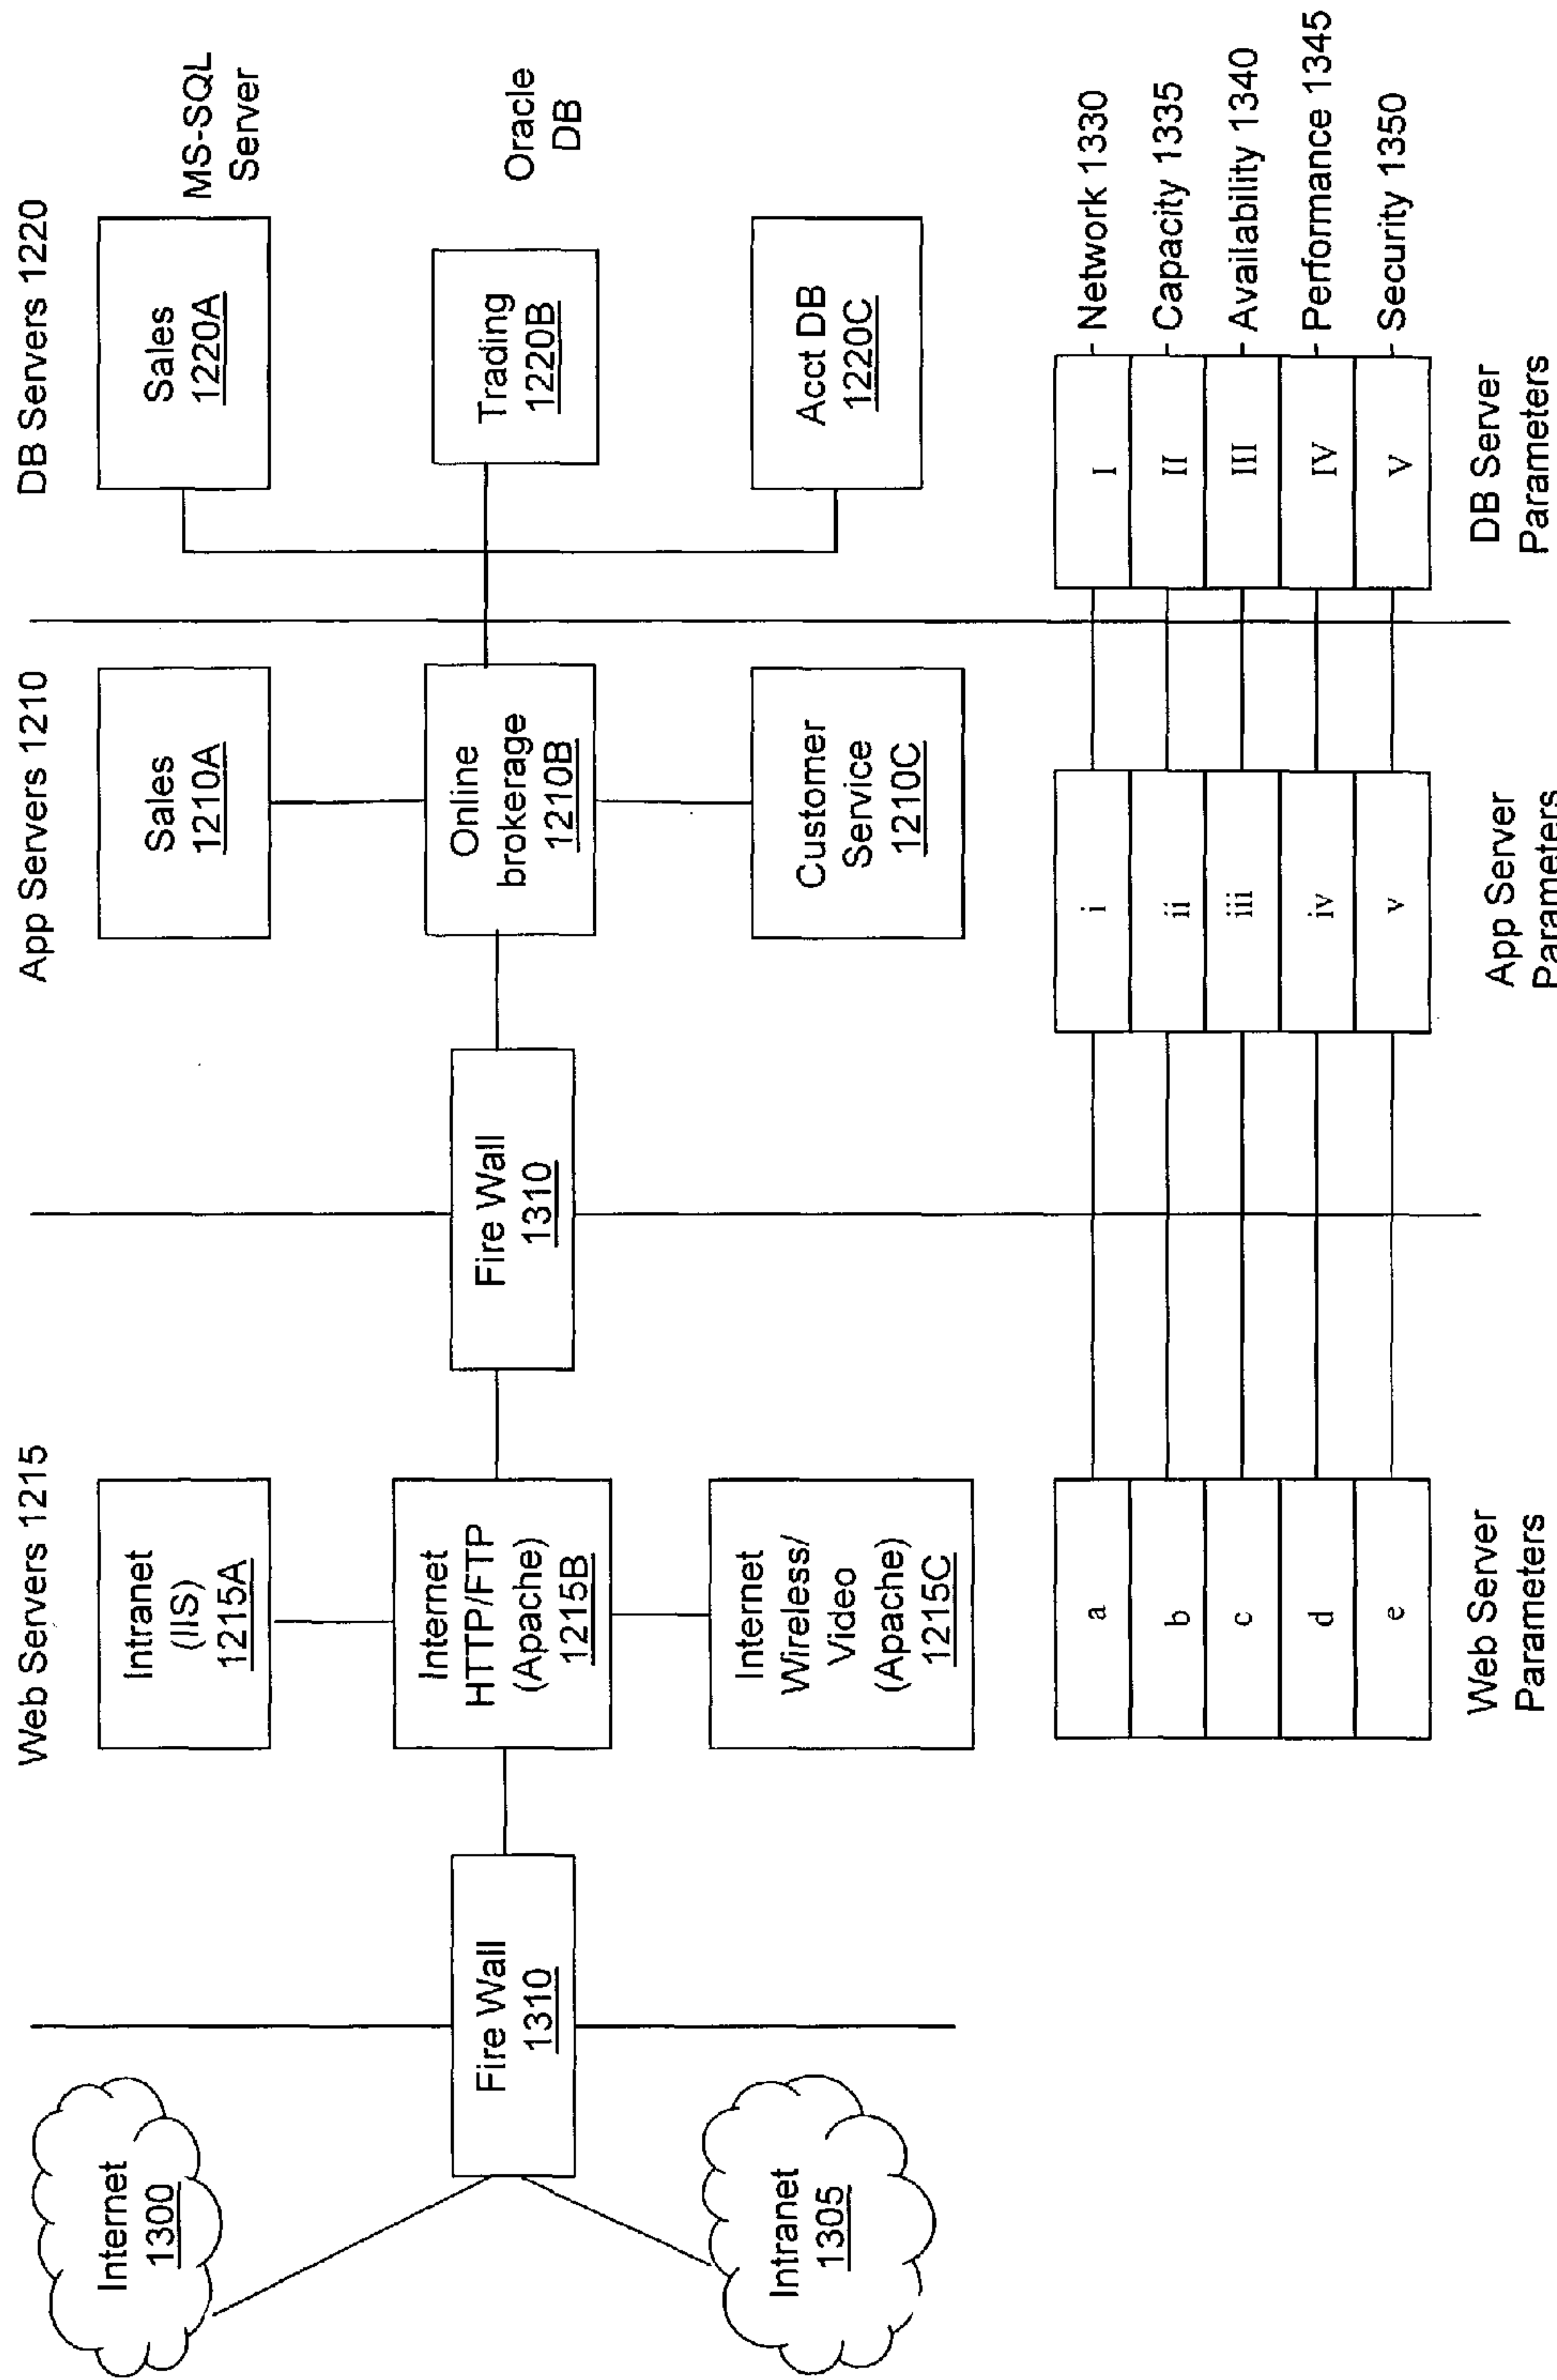 Web Servers 1215
App Servers 1210
DB Servers 1220
Internet
1300
Intranet
1305
Fire Wall
1310
Intranet
(IIS)
1215A
Internet
HTTP/FTP
(Apache)
1215B
Internet
Wireless/
Video
(Apache)
1215C
Fire Wall
1310
Sales
1210A
Online
brokerage
1210B
Customer
Service
1210C
Sales
1220A
MS-SQL
Server
Trading
1220B
Oracle
DB
Acct DB
1220C
a
b
c
d
e
Web Server
Parameters
i
ii
iii
iv
v
App Server
Parameters
I
II
III
IV
V
DB Server
Parameters
Network 1330
Capacity 1335
Availability 1340
Performance 1345
Security 1350